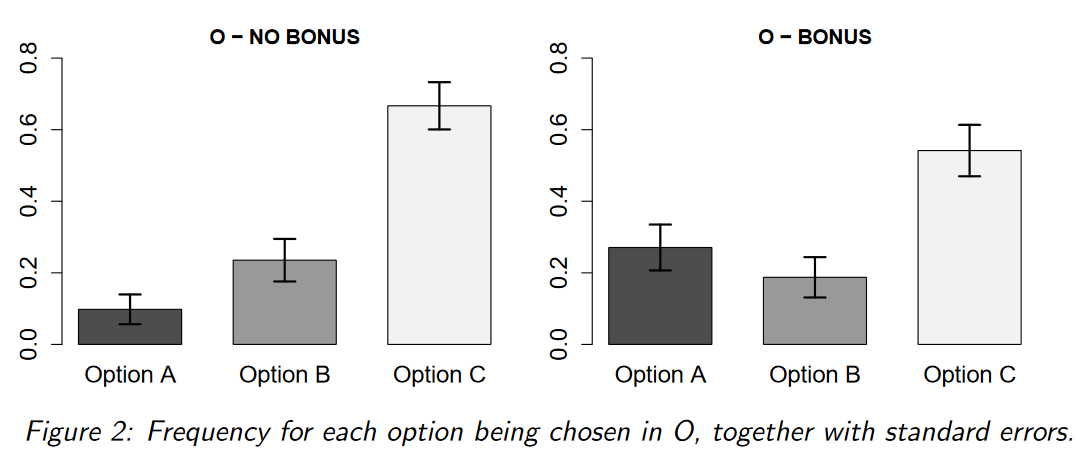 O − NO BONUS
0.8
0.6
0.4
0.2
0.0
Option A Option B Option C
O − BONUS
0.8
0.6
0.4
0.2
0.0
Option A Option B Option C
Figure 2: Frequency for each option being chosen in O, together with standard errors.